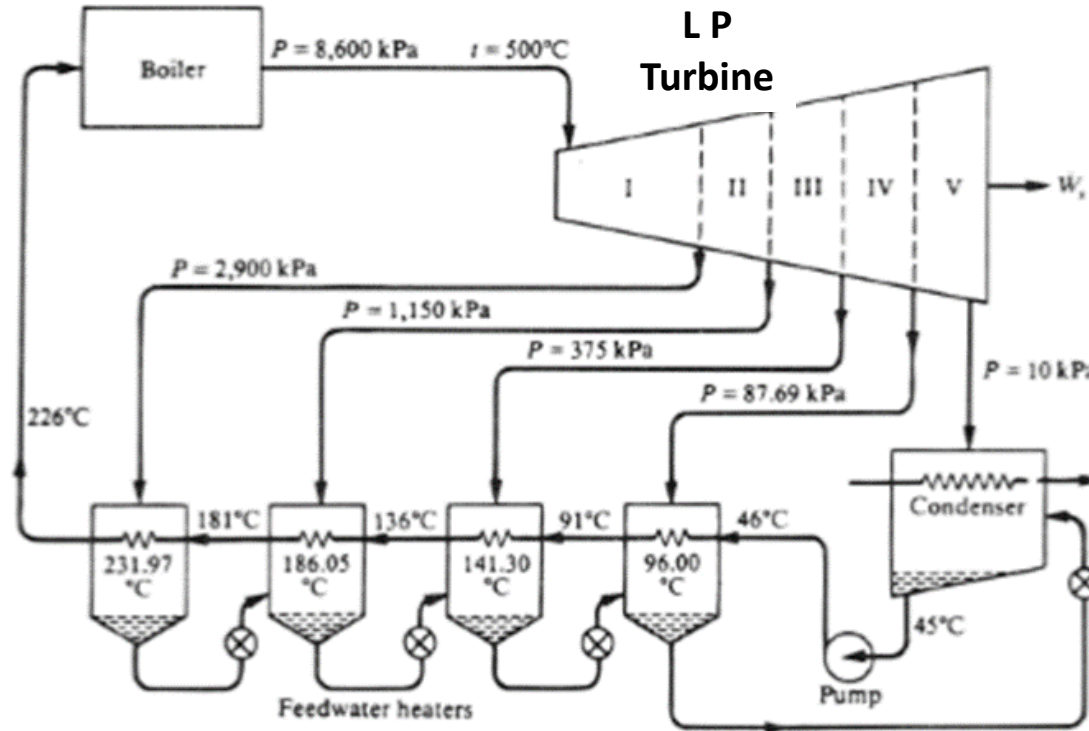 L P
Turbine
Boiler
P = 8,600 kPa
t = 500°C
I
II
III
IV
V
Ẇs
P = 2,900 kPa
P = 1,150 kPa
P = 375 kPa
P = 87.69 kPa
P = 10 kPa
226°C
181°C
136°C
91°C
46°C
Condenser
231.97
°C
186.05
°C
141.30
°C
96.00
°C
45°C
Pump
Feedwater heaters